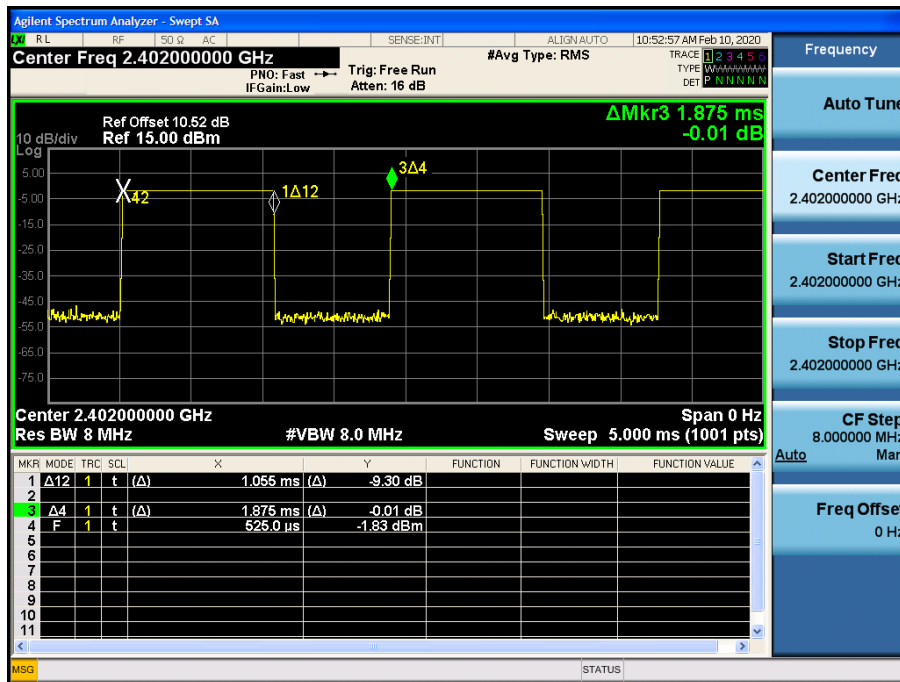 Agilent Spectrum Analyzer - Swept SA
LXI RL RF 50 Ω AC SENSE:INT ALIGN AUTO 10:52:57 AM Feb 10, 2020
Center Freq 2.402000000 GHz
#Avg Type: RMS
TRACE 1 2 3 4 5 6
TYPE WWWWWW
DET P N N N N N
PNO: Fast
IFGain:Low
Trig: Free Run
Atten: 16 dB
Ref Offset 10.52 dB
Ref 15.00 dBm
10 dB/div
Log
ΔMkr3 1.875 ms
-0.01 dB
5.00
-5.00
-15.0
-25.0
-35.0
-45.0
-55.0
-65.0
-75.0
X
42
1Δ12
3Δ4
Center 2.402000000 GHz Span 0 Hz
Res BW 8 MHz #VBW 8.0 MHz Sweep 5.000 ms (1001 pts)
MKR MODE TRC SCL X Y FUNCTION FUNCTION WIDTH FUNCTION VALUE
1 Δ12 1 t (Δ) 1.055 ms (Δ) -9.30 dB
2
3 Δ4 1 t (Δ) 1.875 ms (Δ) -0.01 dB
4 F 1 t 525.0 µs -1.83 dBm
5
6
7
8
9
10
11
MSG STATUS
Frequency
Auto Tune
Center Freq
2.402000000 GHz
Start Freq
2.402000000 GHz
Stop Freq
2.402000000 GHz
CF Step
8.000000 MHz
Auto Man
Freq Offset
0 Hz